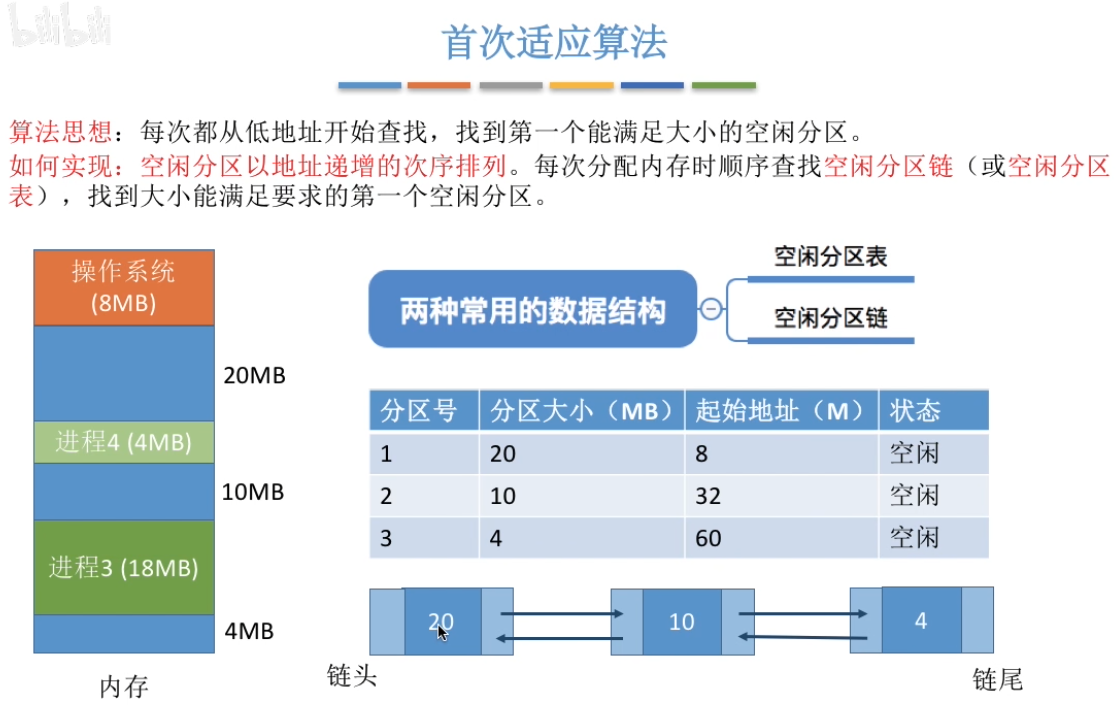 bilibili
首次适应算法
算法思想：每次都从低地址开始查找，找到第一个能满足大小的空闲分区。
如何实现：空闲分区以地址递增的次序排列。每次分配内存时顺序查找空闲分区链（或空闲分区
表），找到大小能满足要求的第一个空闲分区。
操作系统
(8MB)
20MB
进程4 (4MB)
10MB
进程3 (18MB)
4MB
内存
两种常用的数据结构
空闲分区表
空闲分区链
分区号 分区大小（MB） 起始地址（M） 状态
1 20 8 空闲
2 10 32 空闲
3 4 60 空闲
20 10 4
链头 链尾